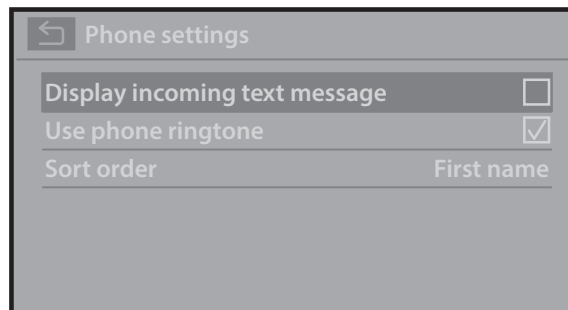 Phone settings
Display incoming text message
Use phone ringtone
Sort order First name